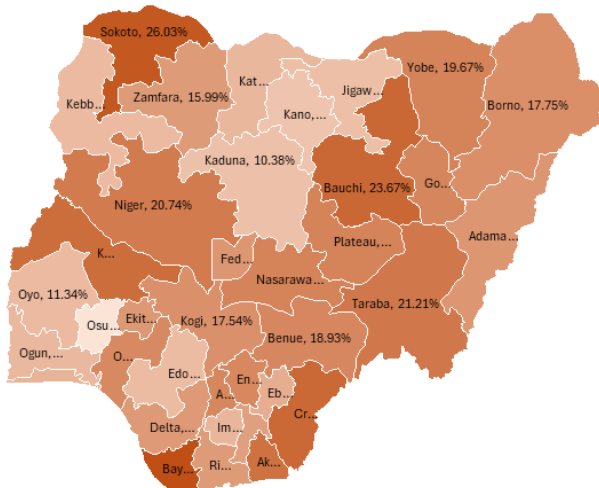 Sokoto, 26.03%
Yobe, 19.67%
Kat...
Jigaw...
Kebb...
Zamfara, 15.99%
Borno, 17.75%
Kano,...
Kaduna, 10.38%
Bauchi, 23.67%
Go...
Niger, 20.74%
Adama...
Plateau,...
K...
Fed...
Nasarawa...
Oyo, 11.34%
Taraba, 21.21%
Osu...
Ekit...
Kogi, 17.54%
Benue, 18.93%
Ogun,...
O...
Edo...
En...
A...
Eb...
Cr...
Delta,...
Im...
Bay...
Ri...
Ak...